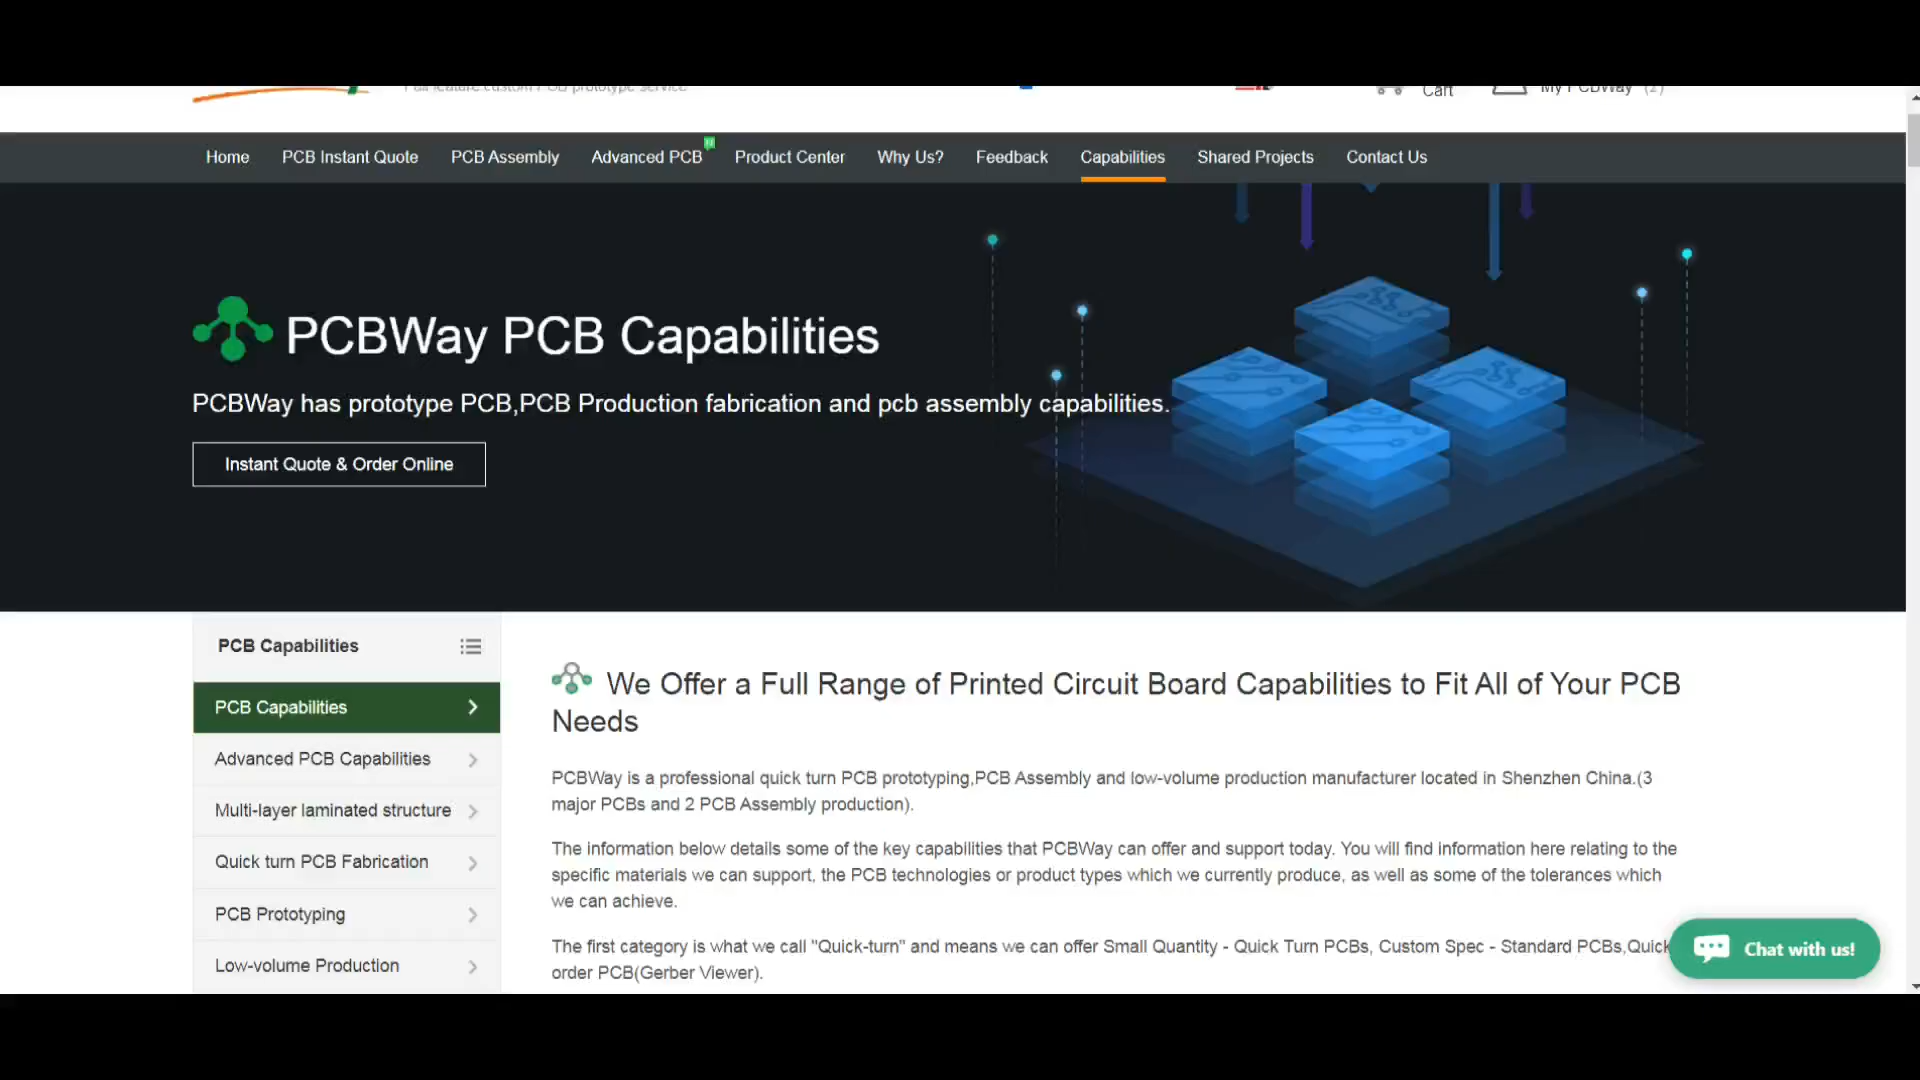 Full feature custom PCB prototype service
Cart
My PCBWay (2)
Home
PCB Instant Quote
PCB Assembly
Advanced PCB
Product Center
Why Us?
Feedback
Capabilities
Shared Projects
Contact Us
PCBWay PCB Capabilities
PCBWay has prototype PCB,PCB Production fabrication and pcb assembly capabilities.
Instant Quote & Order Online
PCB Capabilities
PCB Capabilities
Advanced PCB Capabilities
Multi-layer laminated structure
Quick turn PCB Fabrication
PCB Prototyping
Low-volume Production
We Offer a Full Range of Printed Circuit Board Capabilities to Fit All of Your PCB
Needs
PCBWay is a professional quick turn PCB prototyping,PCB Assembly and low-volume production manufacturer located in Shenzhen China.(3
major PCBs and 2 PCB Assembly production).
The information below details some of the key capabilities that PCBWay can offer and support today. You will find information here relating to the
specific materials we can support, the PCB technologies or product types which we currently produce, as well as some of the tolerances which
we can achieve.
The first category is what we call "Quick-turn" and means we can offer Small Quantity - Quick Turn PCBs, Custom Spec - Standard PCBs,Quick
order PCB(Gerber Viewer).
Chat with us!